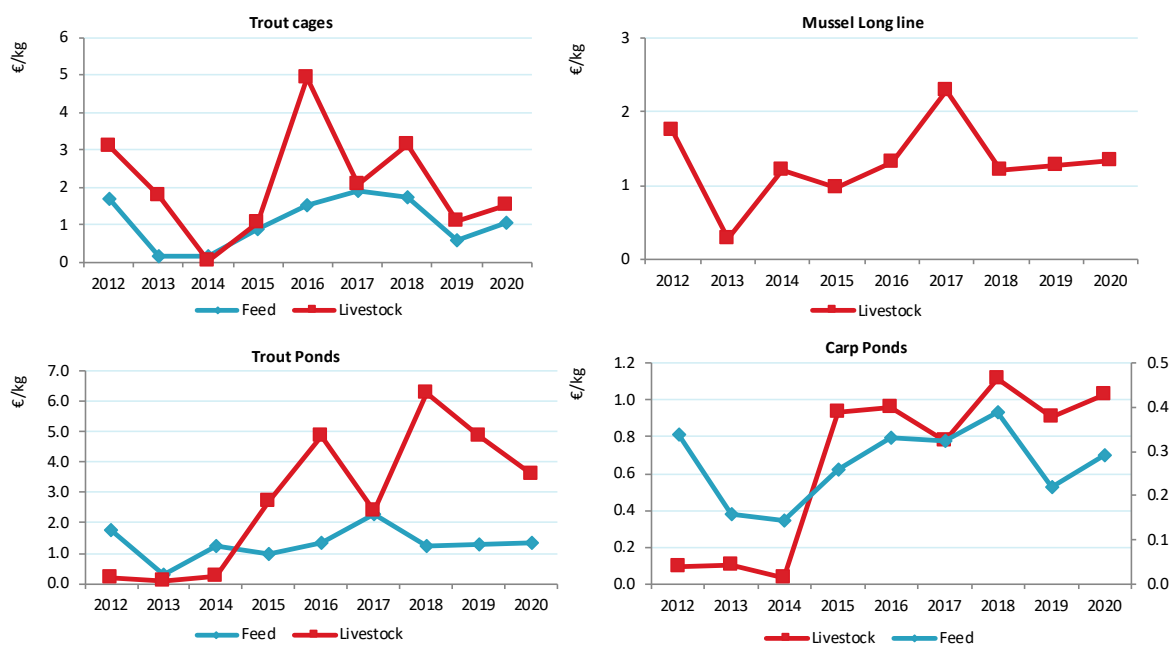 Trout cages
€/kg
6
5
4
3
2
1
0
2012 2013 2014 2015 2016 2017 2018 2019 2020
Feed Livestock
Mussel Long line
€/kg
3
2
1
0
2012 2013 2014 2015 2016 2017 2018 2019 2020
Livestock
Trout Ponds
€/kg
7.0
6.0
5.0
4.0
3.0
2.0
1.0
0.0
2012 2013 2014 2015 2016 2017 2018 2019 2020
Feed Livestock
Carp Ponds
€/kg
1.2 0.5
1.0 0.4
0.8 0.3
0.6
0.4 0.2
0.2 0.1
0.0 0.0
2012 2013 2014 2015 2016 2017 2018 2019 2020
Livestock Feed